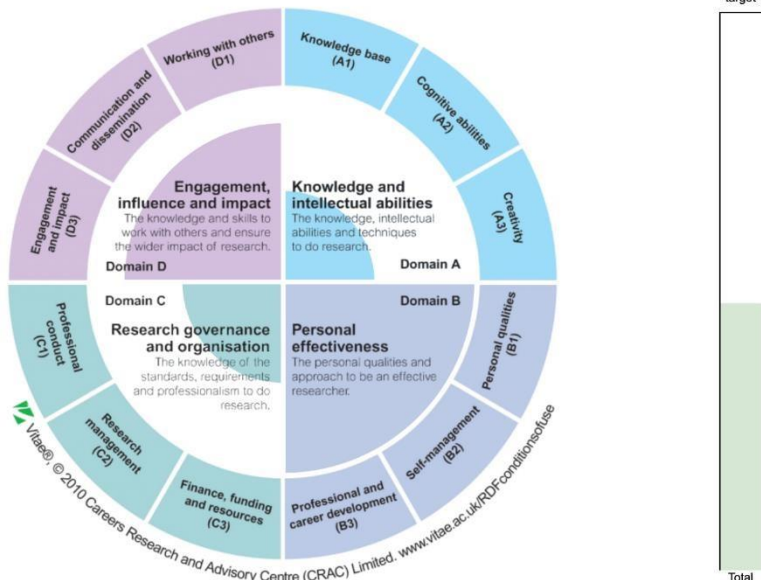 target
Working with others
(D1)
Knowledge base
(A1)
Communication and
dissemination
(D2)
Cognitive abilities
(A2)
Engagement
and impact
(D3)
Creativity
(A3)
Engagement,
influence and impact
The knowledge and skills to
work with others and ensure
the wider impact of research.
Domain D
Knowledge and
intellectual abilities
The knowledge, intellectual
abilities and techniques
to do research.
Domain A
Domain C
Research governance
and organisation
The knowledge of the
standards, requirements
and professionalism to do
research.
Domain B
Personal
effectiveness
The personal qualities and
approach to be an effective
researcher.
Professional
conduct
(C1)
Personal qualities
(B1)
Research
management
(C2)
Self-management
(B2)
Finance, funding
and resources
(C3)
Professional and
career development
(B3)
Vitae®, © 2010 Careers Research and Advisory Centre (CRAC) Limited. www.vitae.ac.uk/RDFconditionsofuse
Total